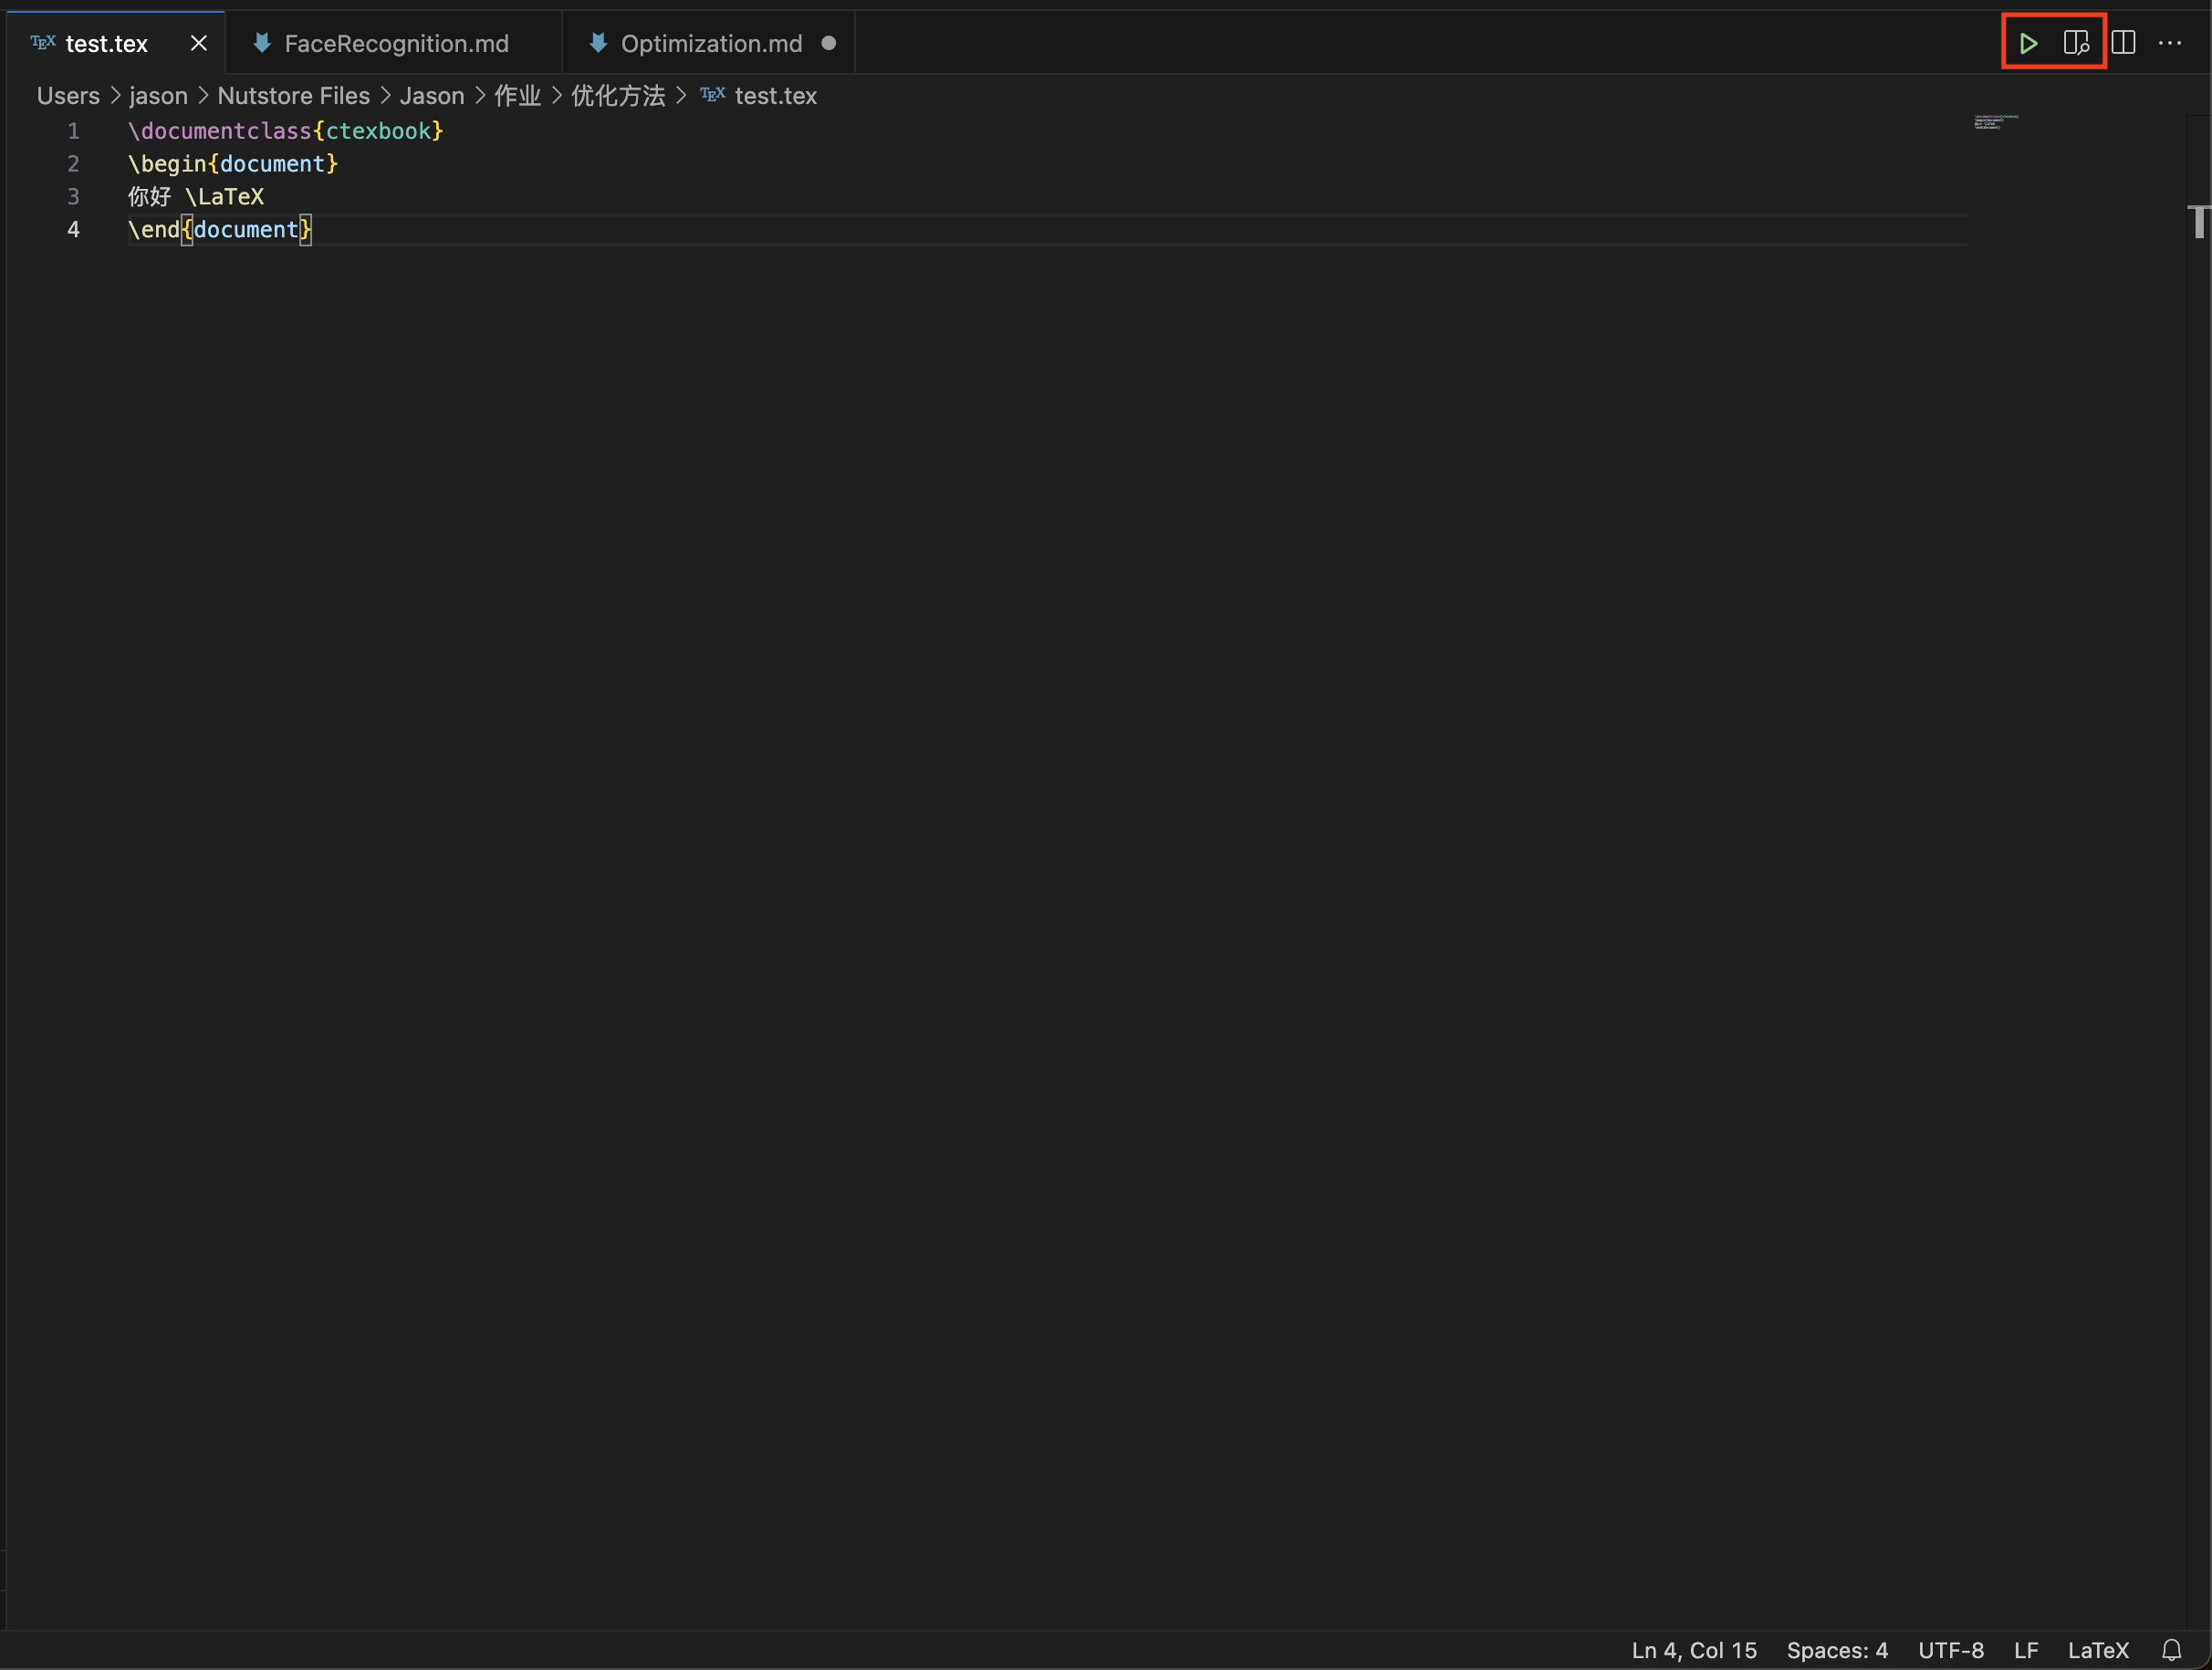 TEX test.tex FaceRecognition.md Optimization.md
Users > jason > Nutstore Files > Jason > 作业 > 优化方法 > TEX test.tex
1 \documentclass{ctexbook}
2 \begin{document}
3 你好 \LaTeX
4 \end{document}
Ln 4, Col 15 Spaces: 4 UTF-8 LF LaTeX